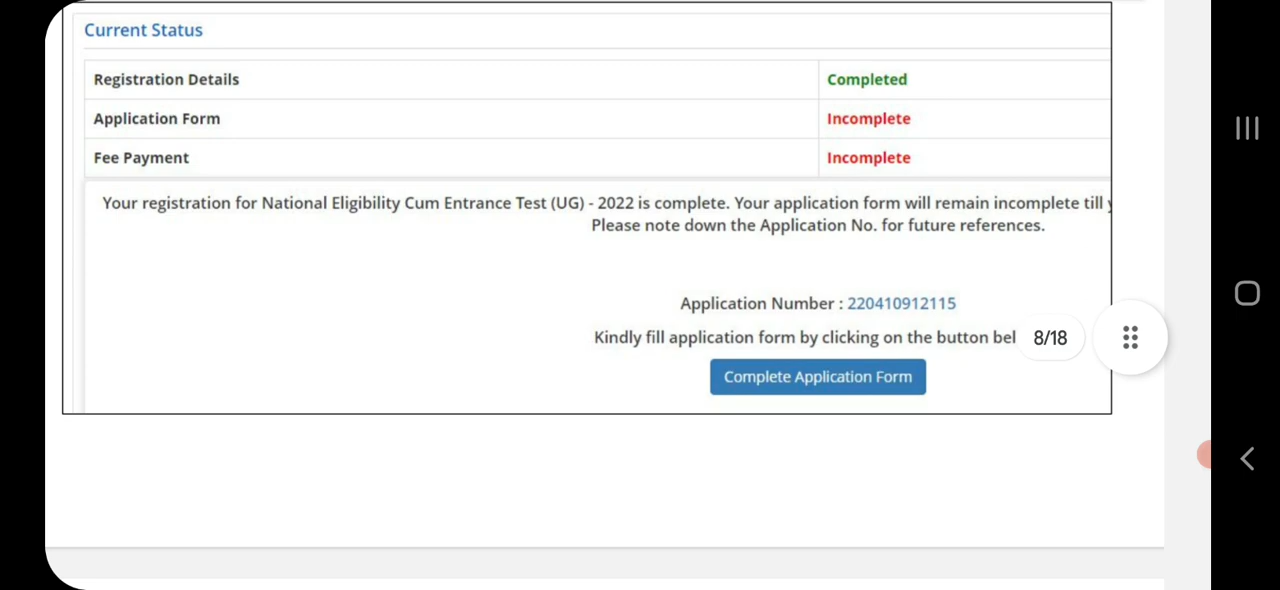 Current Status
Registration Details Completed
Application Form Incomplete
Fee Payment Incomplete
Your registration for National Eligibility Cum Entrance Test (UG) - 2022 is complete. Your application form will remain incomplete till
Please note down the Application No. for future references.
Application Number : 220410912115
Kindly fill application form by clicking on the button bel
8/18
Complete Application Form